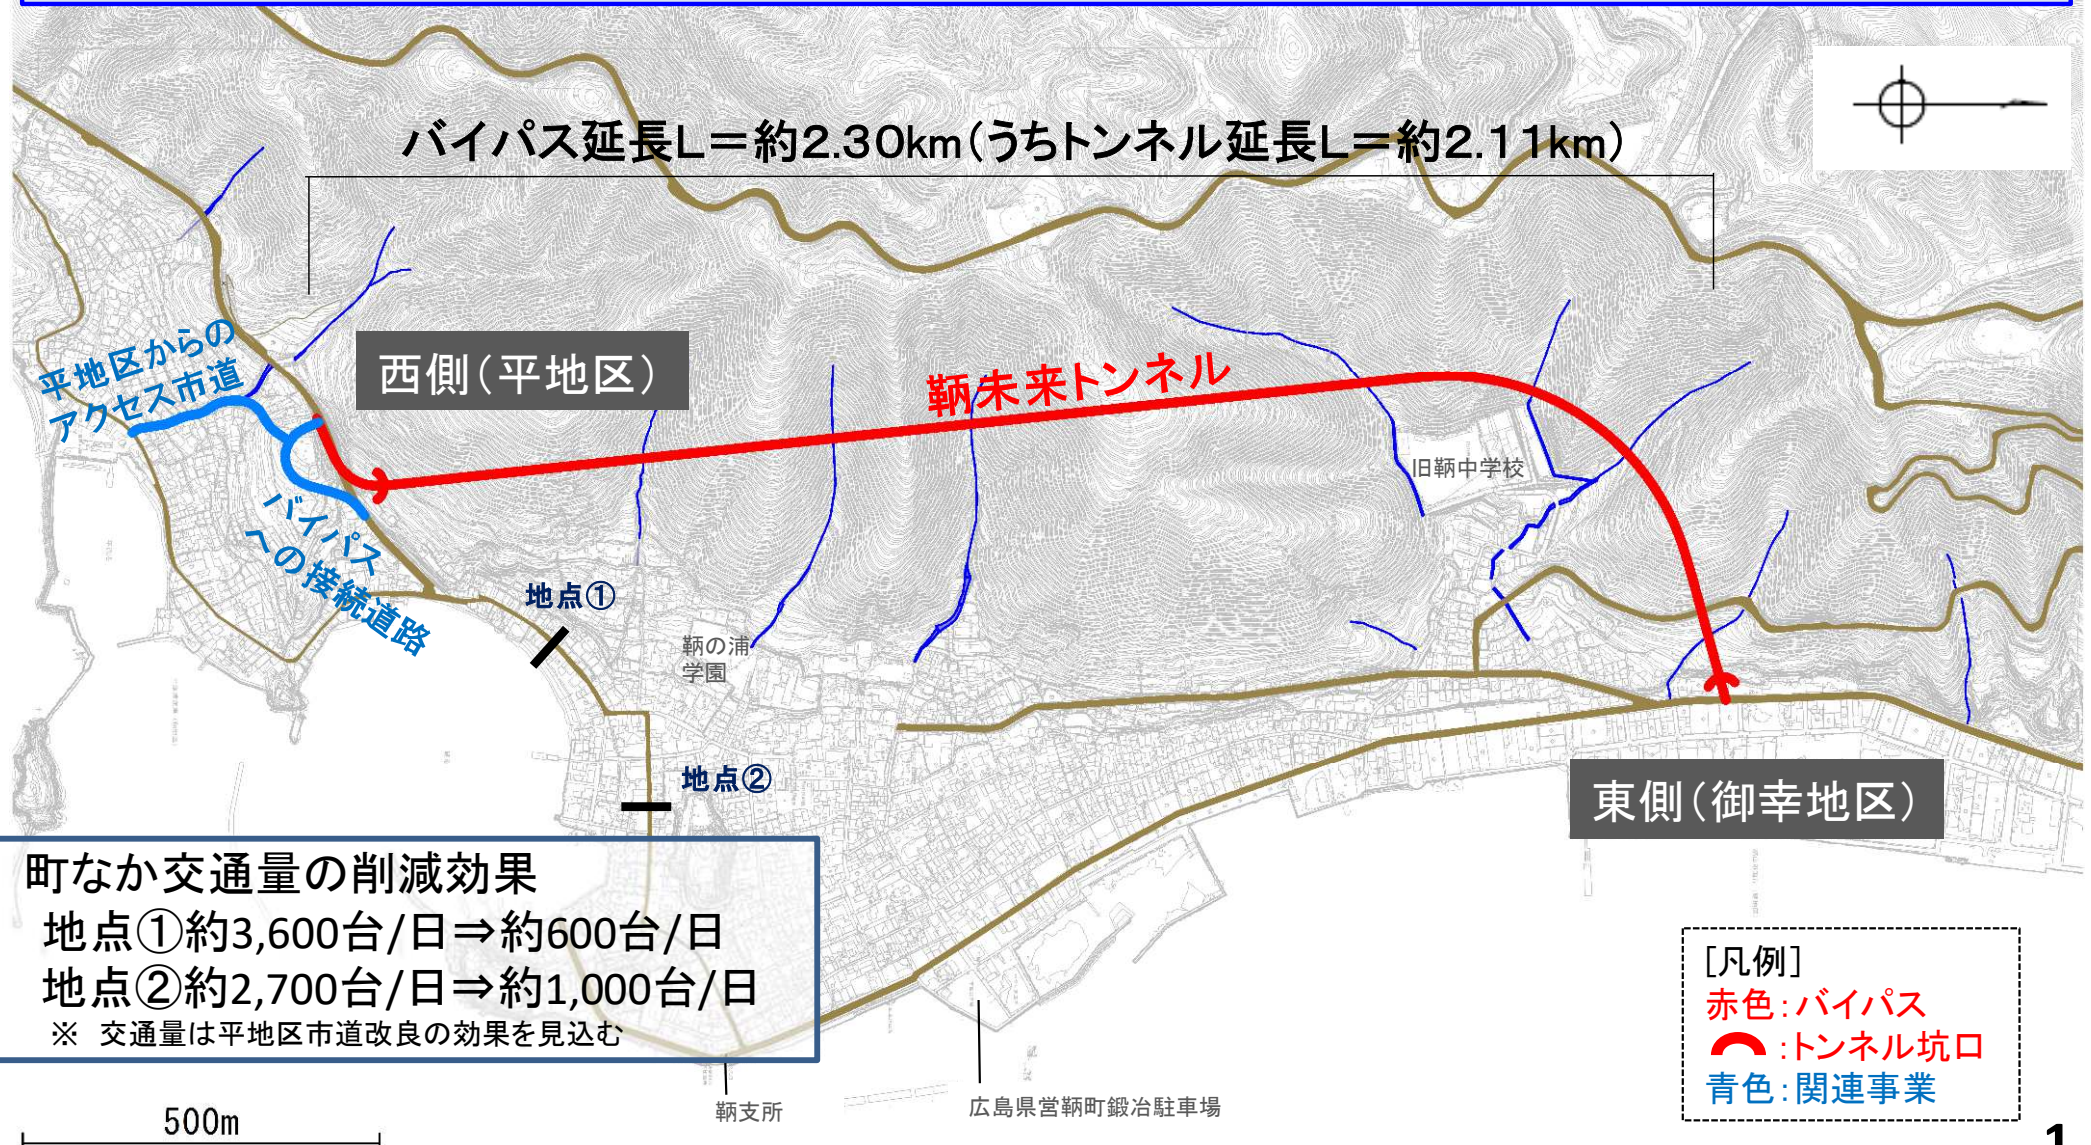 バイパス延長L=約2.30km(うちトンネル延長L=約2.11km)
平地区からの
アクセス市道
西側(平地区)
鞆未来トンネル
旧鞆中学校
バイパス
への接続道路
地点①
鞆の浦
学園
地点②
東側(御幸地区)
町なか交通量の削減効果
地点①約3,600台/日⇒約600台/日
地点②約2,700台/日⇒約1,000台/日
※ 交通量は平地区市道改良の効果を見込む
[凡例]
赤色:バイパス
:トンネル坑口
青色:関連事業
鞆支所
広島県営鞆町鍛冶駐車場
500m
1